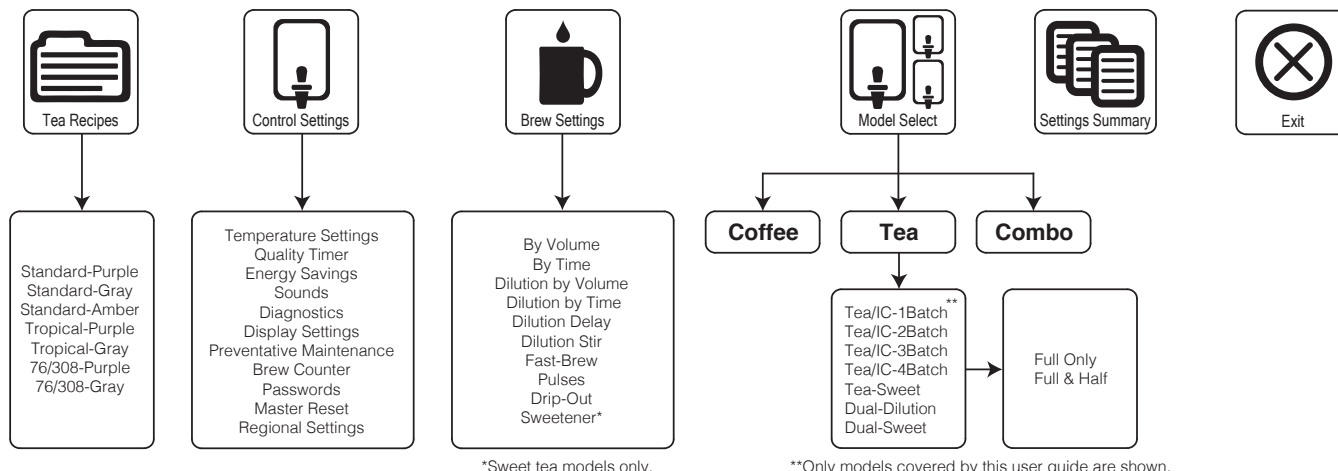 Tea Recipes
Control Settings
Brew Settings
Model Select
Settings Summary
Exit
Standard-Purple
Standard-Gray
Standard-Amber
Tropical-Purple
Tropical-Gray
76/308-Purple
76/308-Gray
Temperature Settings
Quality Timer
Energy Savings
Sounds
Diagnostics
Display Settings
Preventative Maintenance
Brew Counter
Passwords
Master Reset
Regional Settings
By Volume
By Time
Dilution by Volume
Dilution by Time
Dilution Delay
Dilution Stir
Fast-Brew
Pulses
Drip-Out
Sweetener*
*Sweet tea models only.
Coffee
Tea
Combo
Tea/IC-1Batch**
Tea/IC-2Batch
Tea/IC-3Batch
Tea/IC-4Batch
Tea-Sweet
Dual-Dilution
Dual-Sweet
Full Only
Full & Half
**Only models covered by this user guide are shown.